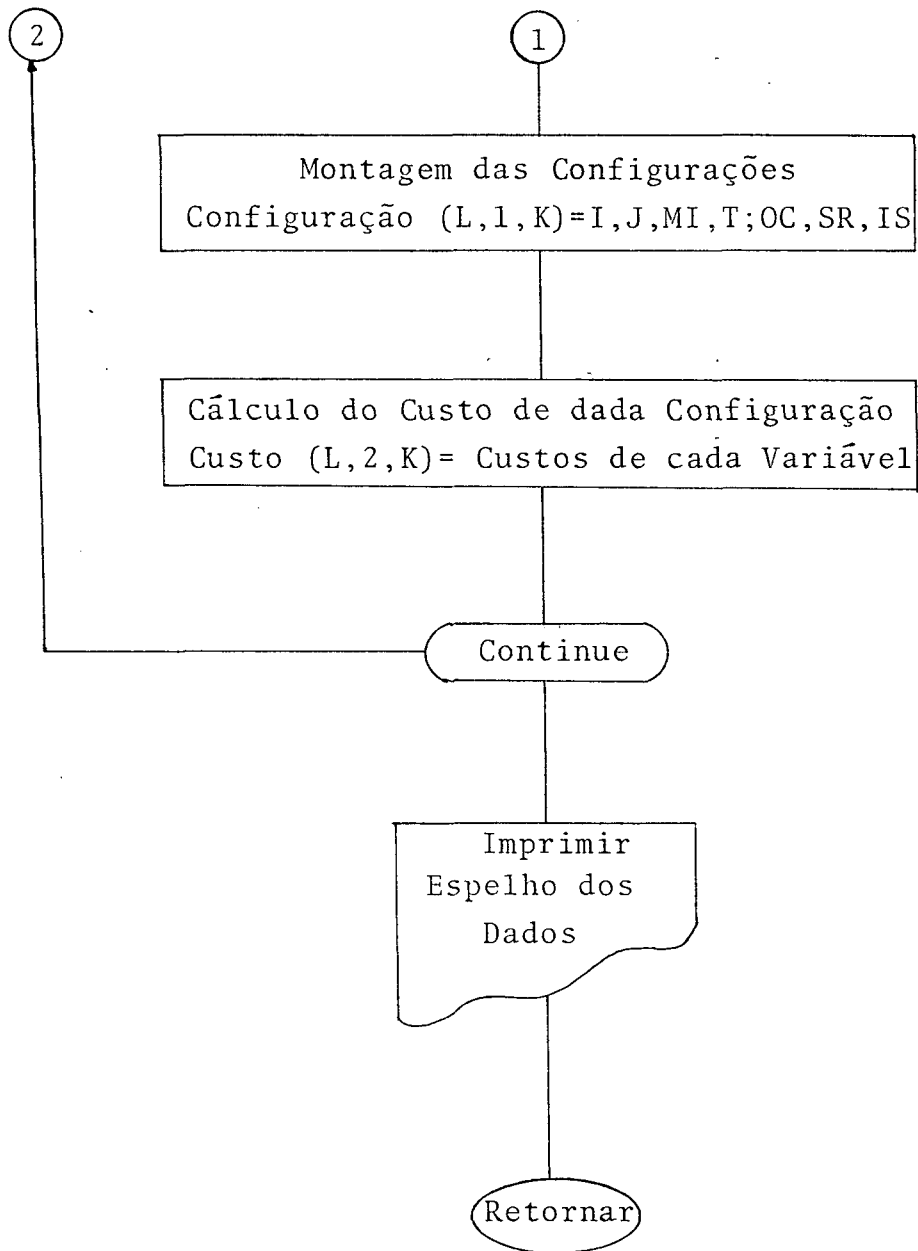 2
1
Montagem das Configurações
Configuração (L,1,K)=I,J,MI,T;OC,SR,IS
Cálculo do Custo de dada Configuração
Custo (L,2,K)= Custos de cada Variável
Continue
Imprimir
Espelho dos
Dados
Retornar